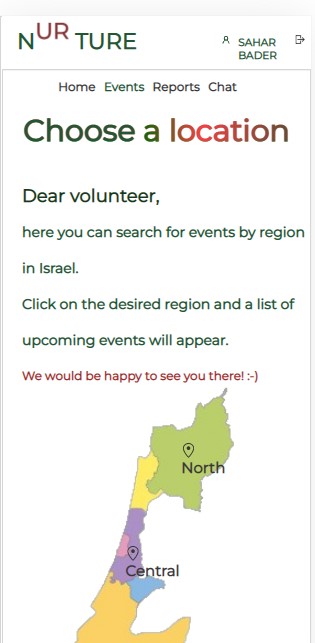 NURTURE
SAHAR
BADER
Home Events Reports Chat
Choose a location
Dear volunteer,
here you can search for events by region
in Israel.
Click on the desired region and a list of
upcoming events will appear.
We would be happy to see you there! :-)
North
Central